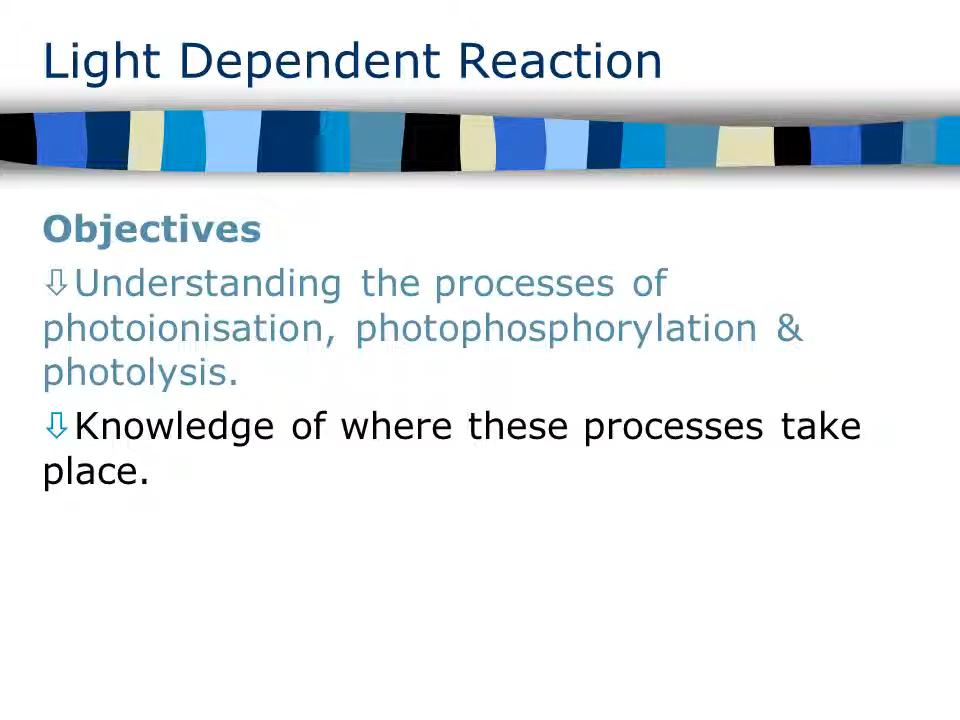 Light Dependent Reaction
Objectives
⇩Understanding the processes of
photoionisation, photophosphorylation &
photolysis.
⇩Knowledge of where these processes take
place.